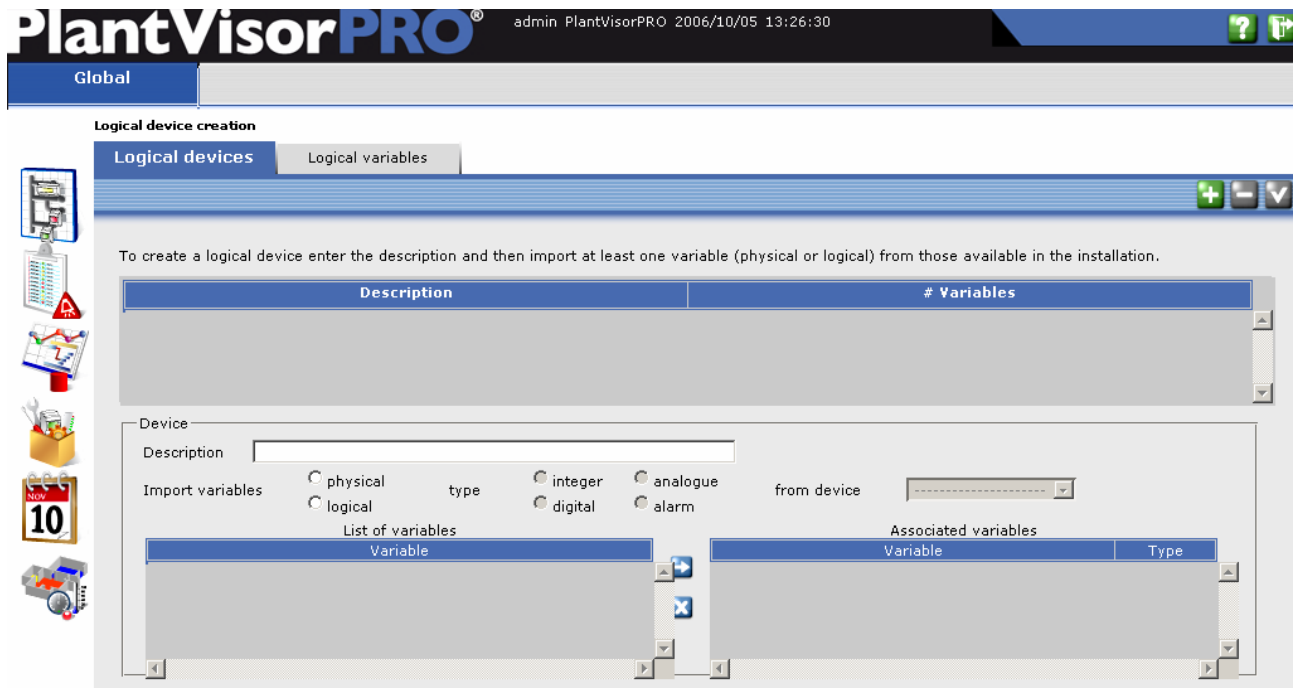 PlantVisorPRO® admin PlantVisorPRO 2006/10/05 13:26:30 ?
Global
Logical device creation
Logical devices Logical variables
To create a logical device enter the description and then import at least one variable (physical or logical) from those available in the installation.
Description # Variables
Device
Description
Import variables physical type integer analogue from device --------------------
logical digital alarm
List of variables Associated variables
Variable Variable Type
NOV
10